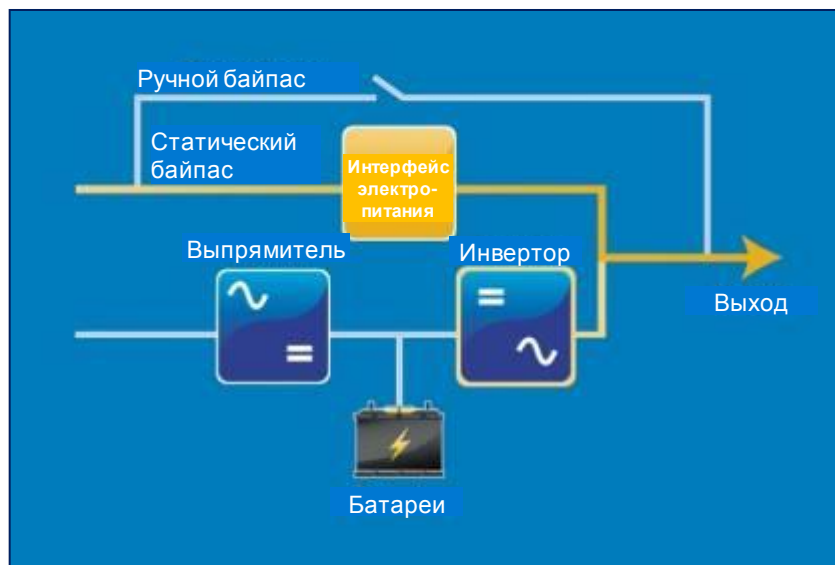 Ручной байпас
Статический
байпас
Интерфейс
электро-
питания
Выпрямитель
Инвертор
Выход
Батареи